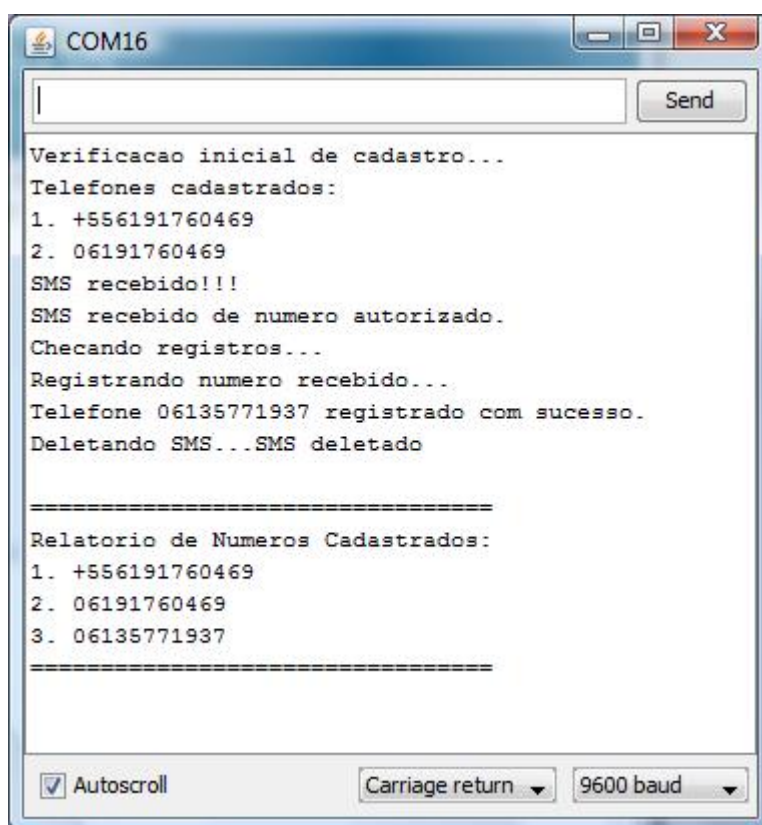 COM16
Send
Verificacao inicial de cadastro...
Telefones cadastrados:
1. +556191760469
2. 06191760469
SMS recebido!!!
SMS recebido de numero autorizado.
Checando registros...
Registrando numero recebido...
Telefone 06135771937 registrado com sucesso.
Deletando SMS...SMS deletado
=================================
Relatorio de Numeros Cadastrados:
1. +556191760469
2. 06191760469
3. 06135771937
=================================
Autoscroll
Carriage return
9600 baud